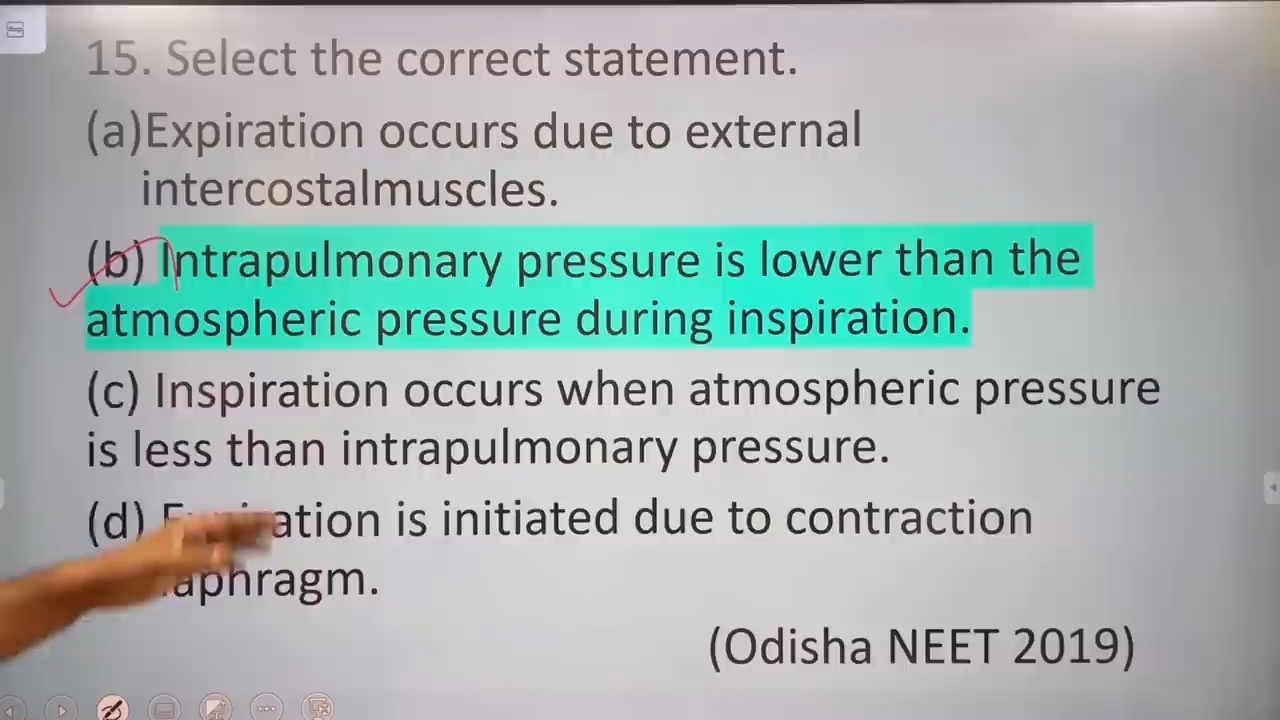 15. Select the correct statement.
(a)Expiration occurs due to external
intercostalmuscles.
(b) Intrapulmonary pressure is lower than the
atmospheric pressure during inspiration.
(c) Inspiration occurs when atmospheric pressure
is less than intrapulmonary pressure.
(d) is initiated due to contraction
(Odisha NEET 2019)